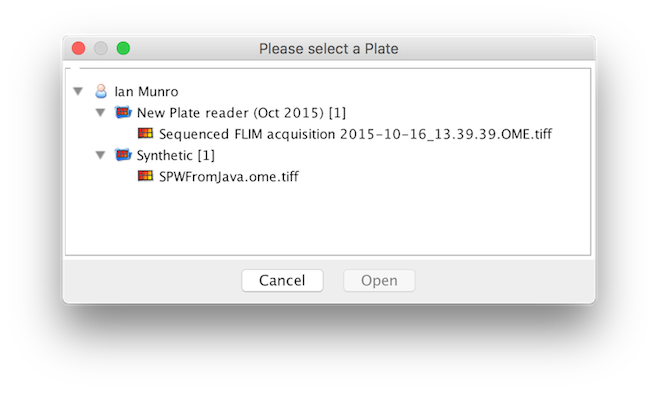 Please select a Plate
Ian Munro
New Plate reader (Oct 2015) [1]
Sequenced FLIM acquisition 2015-10-16_13.39.39.OME.tiff
Synthetic [1]
SPWFromJava.ome.tiff
Cancel Open